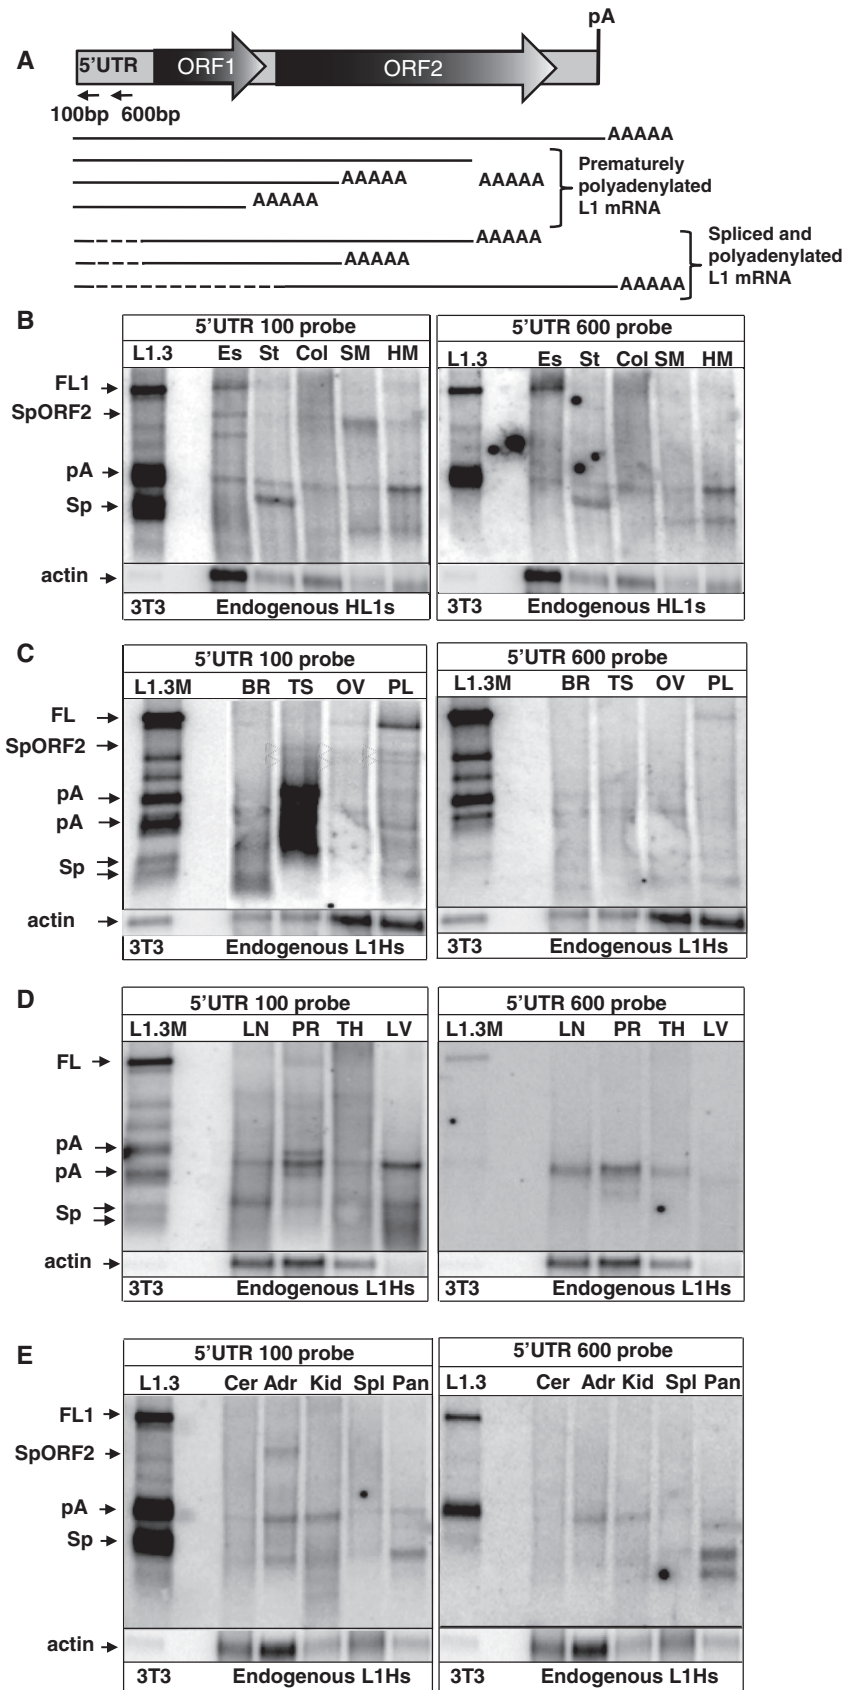 A
pA
5'UTR ORF1 ORF2
100bp 600bp
AAAAA
AAAAA AAAAA
AAAAA
Prematurely
polyadenylated
L1 mRNA
AAAAA
AAAAA
AAAAA
Spliced and
polyadenylated
L1 mRNA
B
5'UTR 100 probe
L1.3 Es St Col SM HM
5'UTR 600 probe
L1.3 Es St Col SM HM
FL1
SpORF2
pA
Sp
actin
3T3 Endogenous HL1s
3T3 Endogenous HL1s
C
5'UTR 100 probe
L1.3M BR TS OV PL
5'UTR 600 probe
L1.3M BR TS OV PL
FL
SpORF2
pA
pA
Sp
actin
3T3 Endogenous L1Hs
3T3 Endogenous L1Hs
D
5'UTR 100 probe
L1.3M LN PR TH LV
5'UTR 600 probe
L1.3M LN PR TH LV
FL
pA
pA
Sp
actin
3T3 Endogenous L1Hs
3T3 Endogenous L1Hs
E
5'UTR 100 probe
L1.3 Cer Adr Kid Spl Pan
5'UTR 600 probe
L1.3 Cer Adr Kid Spl Pan
FL1
SpORF2
pA
Sp
actin
3T3 Endogenous L1Hs
3T3 Endogenous L1Hs